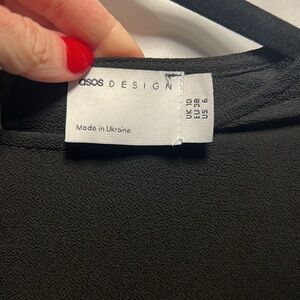 asos DESIGN
Made in Ukraine
UK 10
EU 38
US 6